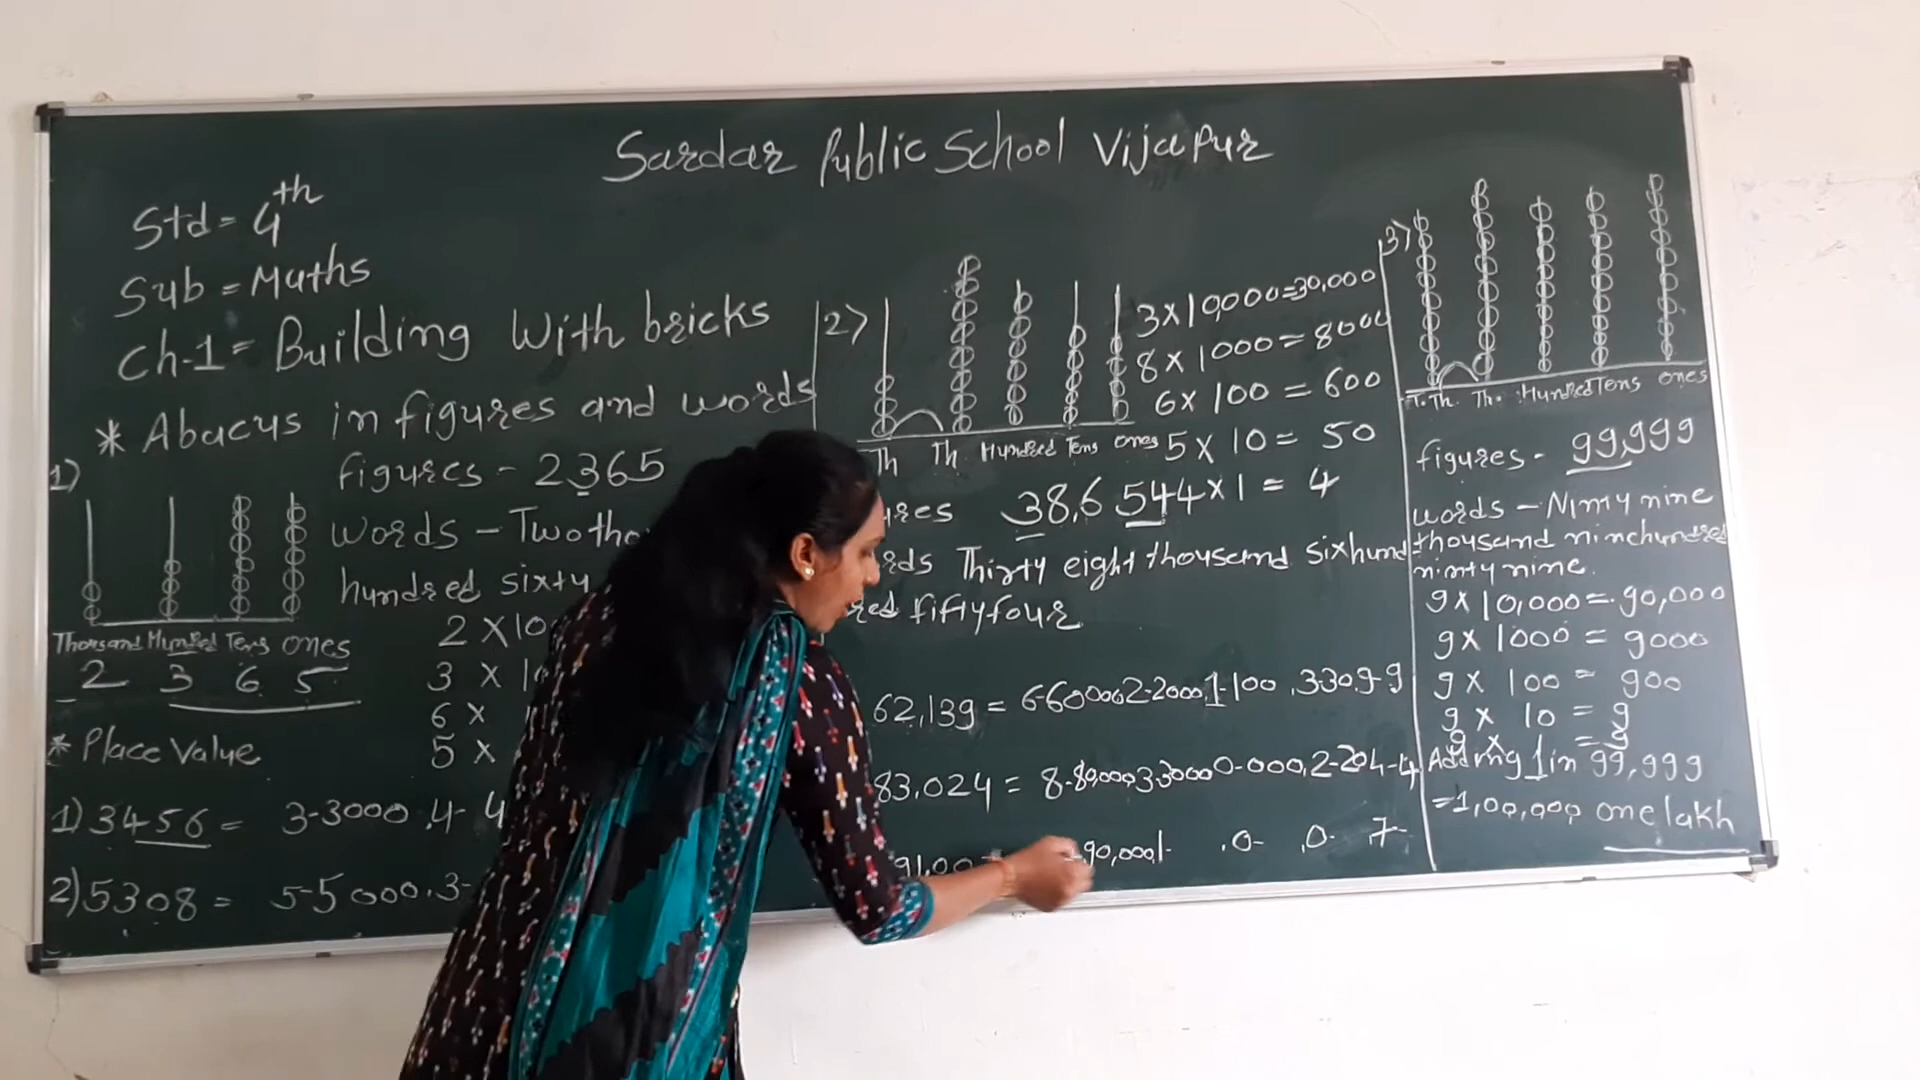 Sardar Public School Vijapur
Std = 4th
Sub = Maths
Ch-1 = Building With bricks
* Abacus in figures and words
1)
figures - 2365
words - Two
hundred sixty
Thousand Hundred Tens ones
2 3 6 5
2 X 10
3 X 1
6 X
5 X
* Place Value
1) 3456 = 3-3000, 4- 4
2) 5308 = 5-5000, 3-
2)
3 X 10,000 = 30,000
8 X 1000 = 8000
6 X 100 = 600
5 X 10 = 50
4 X 1 = 4
Th Th Hundred Tens ones
38,654
Thirty eight thousand six hund-
red fifty four
62,139 = 6-60000, 2-2000, 1-100, 3-30, 9-9
83,024 = 8-80,000, 3-3000, 0-000, 2-20, 4-4
91,00 90,000, 1- , 0- , 0- 7-
3)
T.Th. Th. Hundred Tens ones
figures - 99,999
words - Ninty nine
thousand ninehundred
ninty nine.
9 X 10,000 = 90,000
9 X 1000 = 9000
9 X 100 = 900
9 X 10 = 9
9 X 1 = 9
Adding 1 in 99,999
= 1,00,000 one lakh